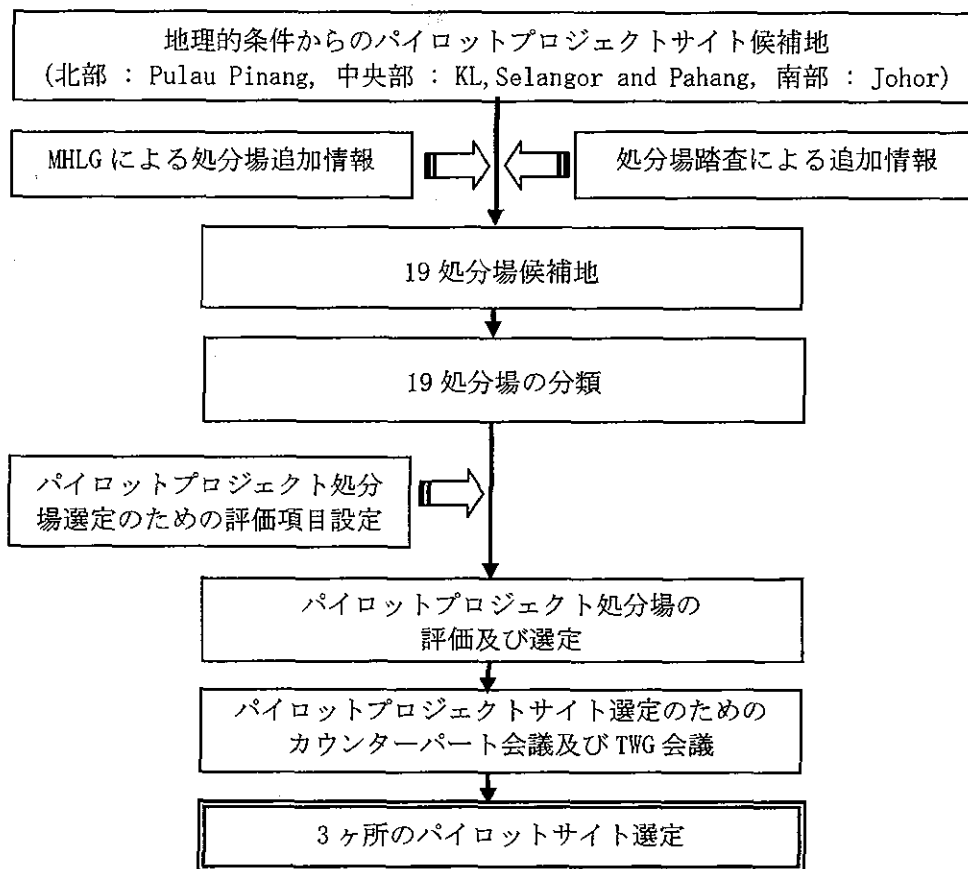 地理的条件からのパイロットプロジェクトサイト候補地
(北部 : Pulau Pinang, 中央部 : KL,Selangor and Pahang, 南部 : Johor)
MHLG による処分場追加情報
処分場踏査による追加情報
19 処分場候補地
19 処分場の分類
パイロットプロジェクト処分
場選定のための評価項目設定
パイロットプロジェクト処分場の
評価及び選定
パイロットプロジェクトサイト選定のための
カウンターパート会議及び TWG 会議
3 ヶ所のパイロットサイト選定